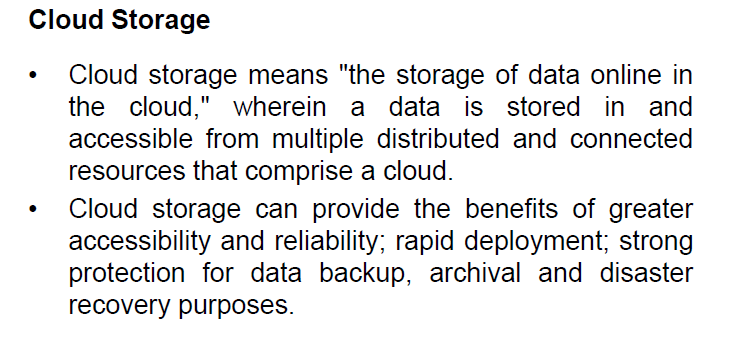 Cloud Storage
• Cloud storage means "the storage of data online in
the cloud," wherein a data is stored in and
accessible from multiple distributed and connected
resources that comprise a cloud.
• Cloud storage can provide the benefits of greater
accessibility and reliability; rapid deployment; strong
protection for data backup, archival and disaster
recovery purposes.